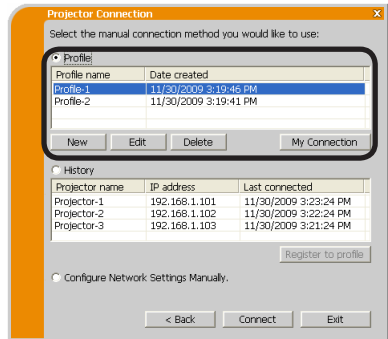 Projector Connection
Select the manual connection method you would like to use:
Profile
Profile name Date created
Profile-1 11/30/2009 3:19:46 PM
Profile-2 11/30/2009 3:19:41 PM
New Edit Delete My Connection
History
Projector name IP address Last connected
Projector-1 192.168.1.101 11/30/2009 3:23:24 PM
Projector-2 192.168.1.102 11/30/2009 3:22:24 PM
Projector-3 192.168.1.103 11/30/2009 3:21:24 PM
Register to profile
Configure Network Settings Manually.
< Back Connect Exit